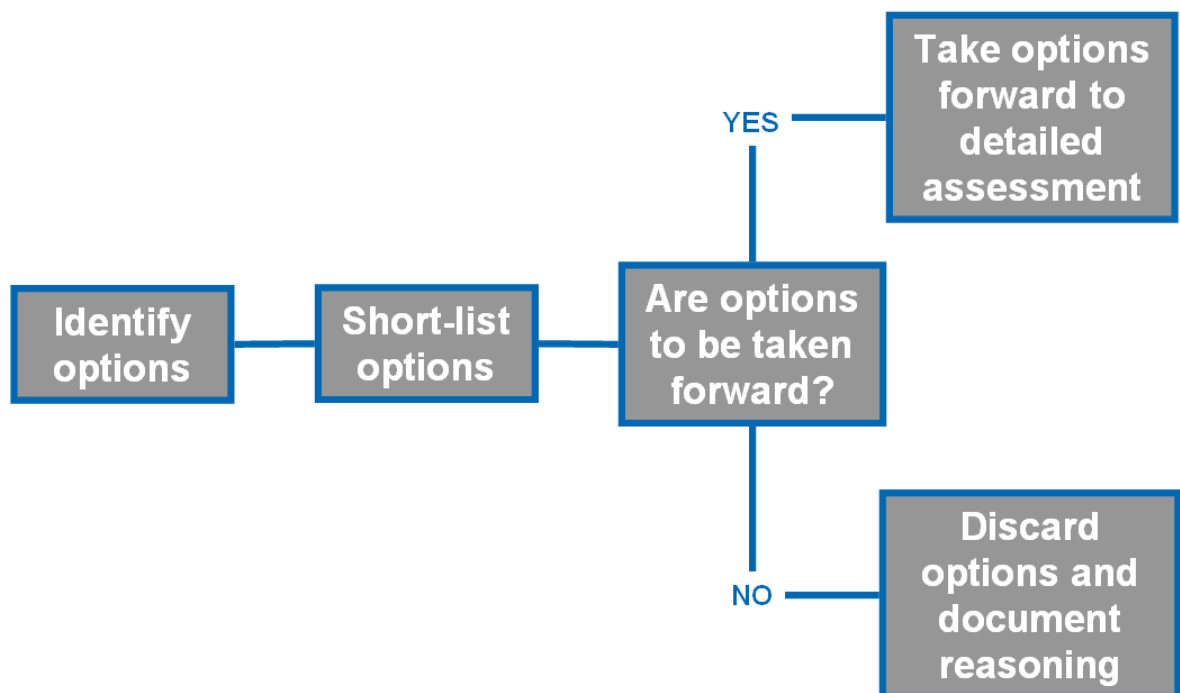 Identify
options
Short-list
options
Are options
to be taken
forward?
YES
Take options
forward to
detailed
assessment
NO
Discard
options and
document
reasoning